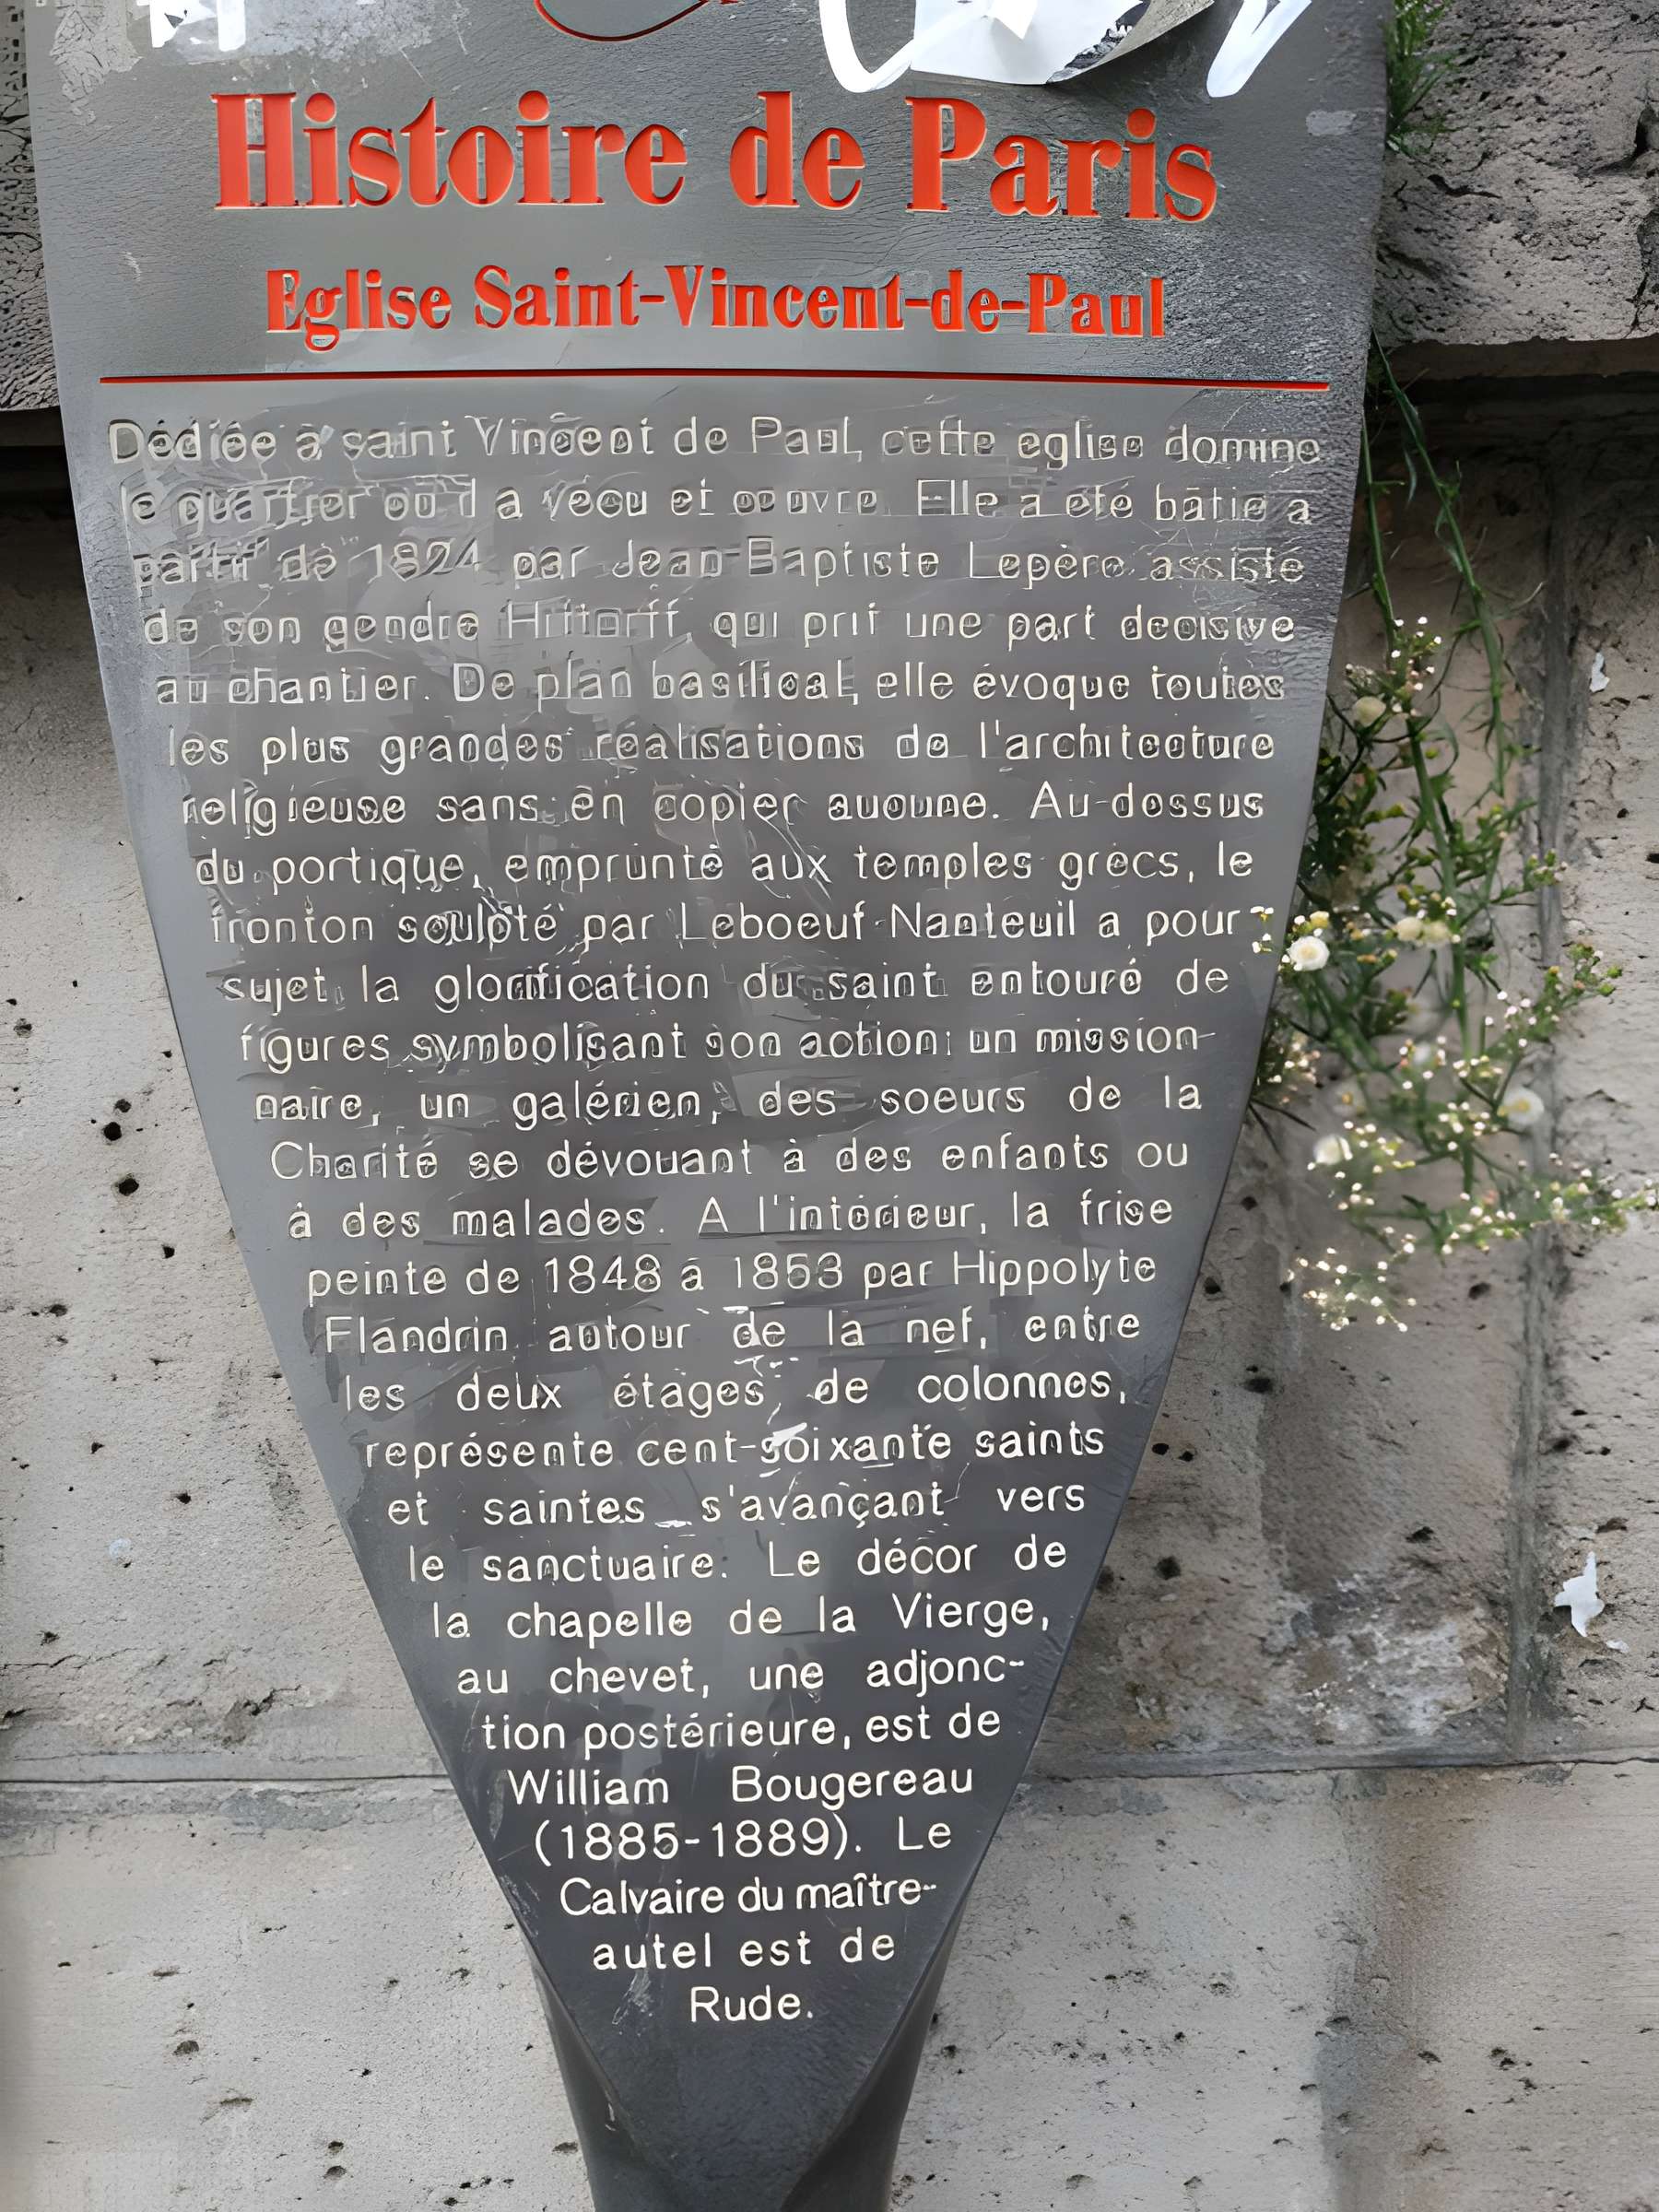 Histoire de Paris
Eglise Saint-Vincent-de-Paul
Dédiée à saint Vincent de Paul, cette eglise domine
le quartier où il a vécu et oeuvré. Elle a été bâtie à
partir de 1824 par Jean-Baptiste Lepère assisté
de son gendre Hittorff qui prit une part decisive
au chantier. De plan basilical, elle évoque toutes
les plus grandes réalisations de l'architecture
religieuse sans en copier aucune. Au-dessus
du portique, emprunté aux temples grecs, le
fronton sculpté par Leboeuf-Nanteuil a pour
sujet la glorification du saint entouré de
figures symbolisant son action: un mission-
naire, un galérien, des soeurs de la
Charité se dévouant à des enfants ou
à des malades. A l'intérieur, la frise
peinte de 1848 à 1853 par Hippolyte
Flandrin autour de la nef, entre
les deux étages de colonnes,
représente cent-soixante saints
et saintes s'avançant vers
le sanctuaire. Le décor de
la chapelle de la Vierge,
au chevet, une adjonc-
tion postérieure, est de
William Bougereau
(1885-1889). Le
Calvaire du maître-
autel est de
Rude.